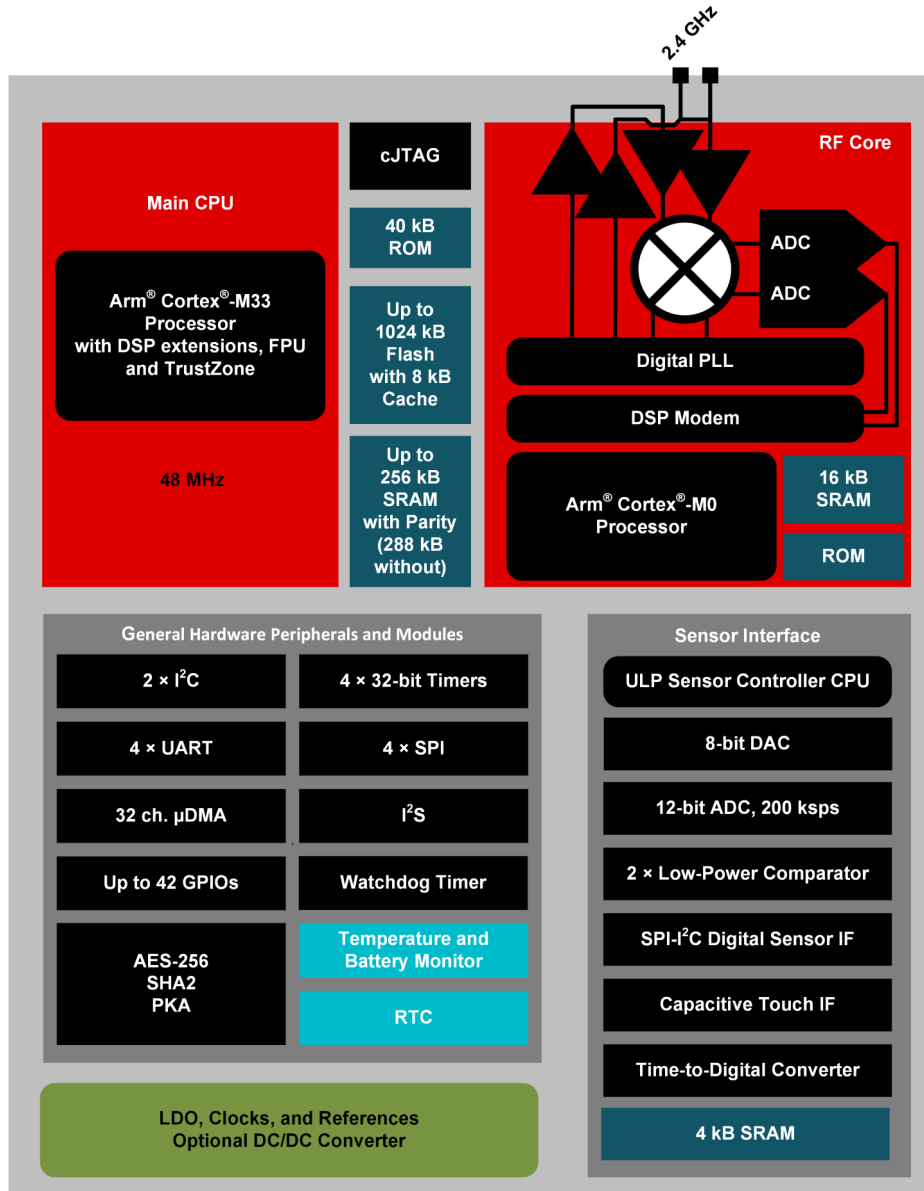 2.4 GHz
Main CPU
Arm® Cortex®-M33
Processor
with DSP extensions, FPU
and TrustZone
48 MHz
cJTAG
40 kB
ROM
Up to
1024 kB
Flash
with 8 kB
Cache
Up to
256 kB
SRAM
with Parity
(288 kB
without)
RF Core
ADC
ADC
Digital PLL
DSP Modem
Arm® Cortex®-M0
Processor
16 kB
SRAM
ROM
General Hardware Peripherals and Modules
2 × I²C
4 × 32-bit Timers
4 × UART
4 × SPI
32 ch. µDMA
I²S
Up to 42 GPIOs
Watchdog Timer
AES-256
SHA2
PKA
Temperature and
Battery Monitor
RTC
LDO, Clocks, and References
Optional DC/DC Converter
Sensor Interface
ULP Sensor Controller CPU
8-bit DAC
12-bit ADC, 200 ksps
2 × Low-Power Comparator
SPI-I²C Digital Sensor IF
Capacitive Touch IF
Time-to-Digital Converter
4 kB SRAM